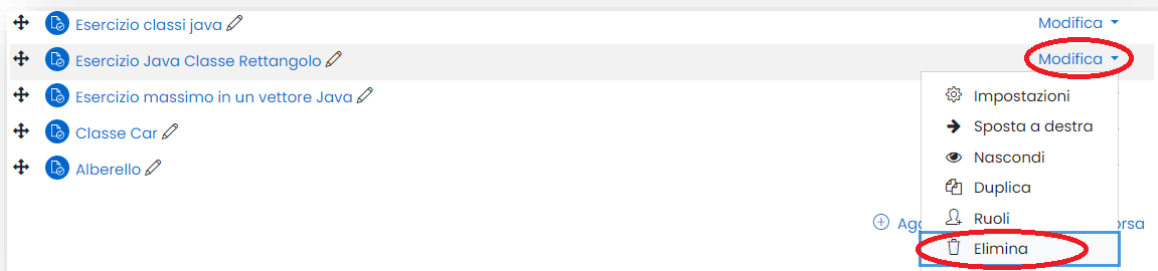 Esercizio classi java Modifica
Esercizio Java Classe Rettangolo Modifica
Esercizio massimo in un vettore Java
Impostazioni
Classe Car
Sposta a destra
Nascondi
Alberello
Duplica
Ruoli
Elimina